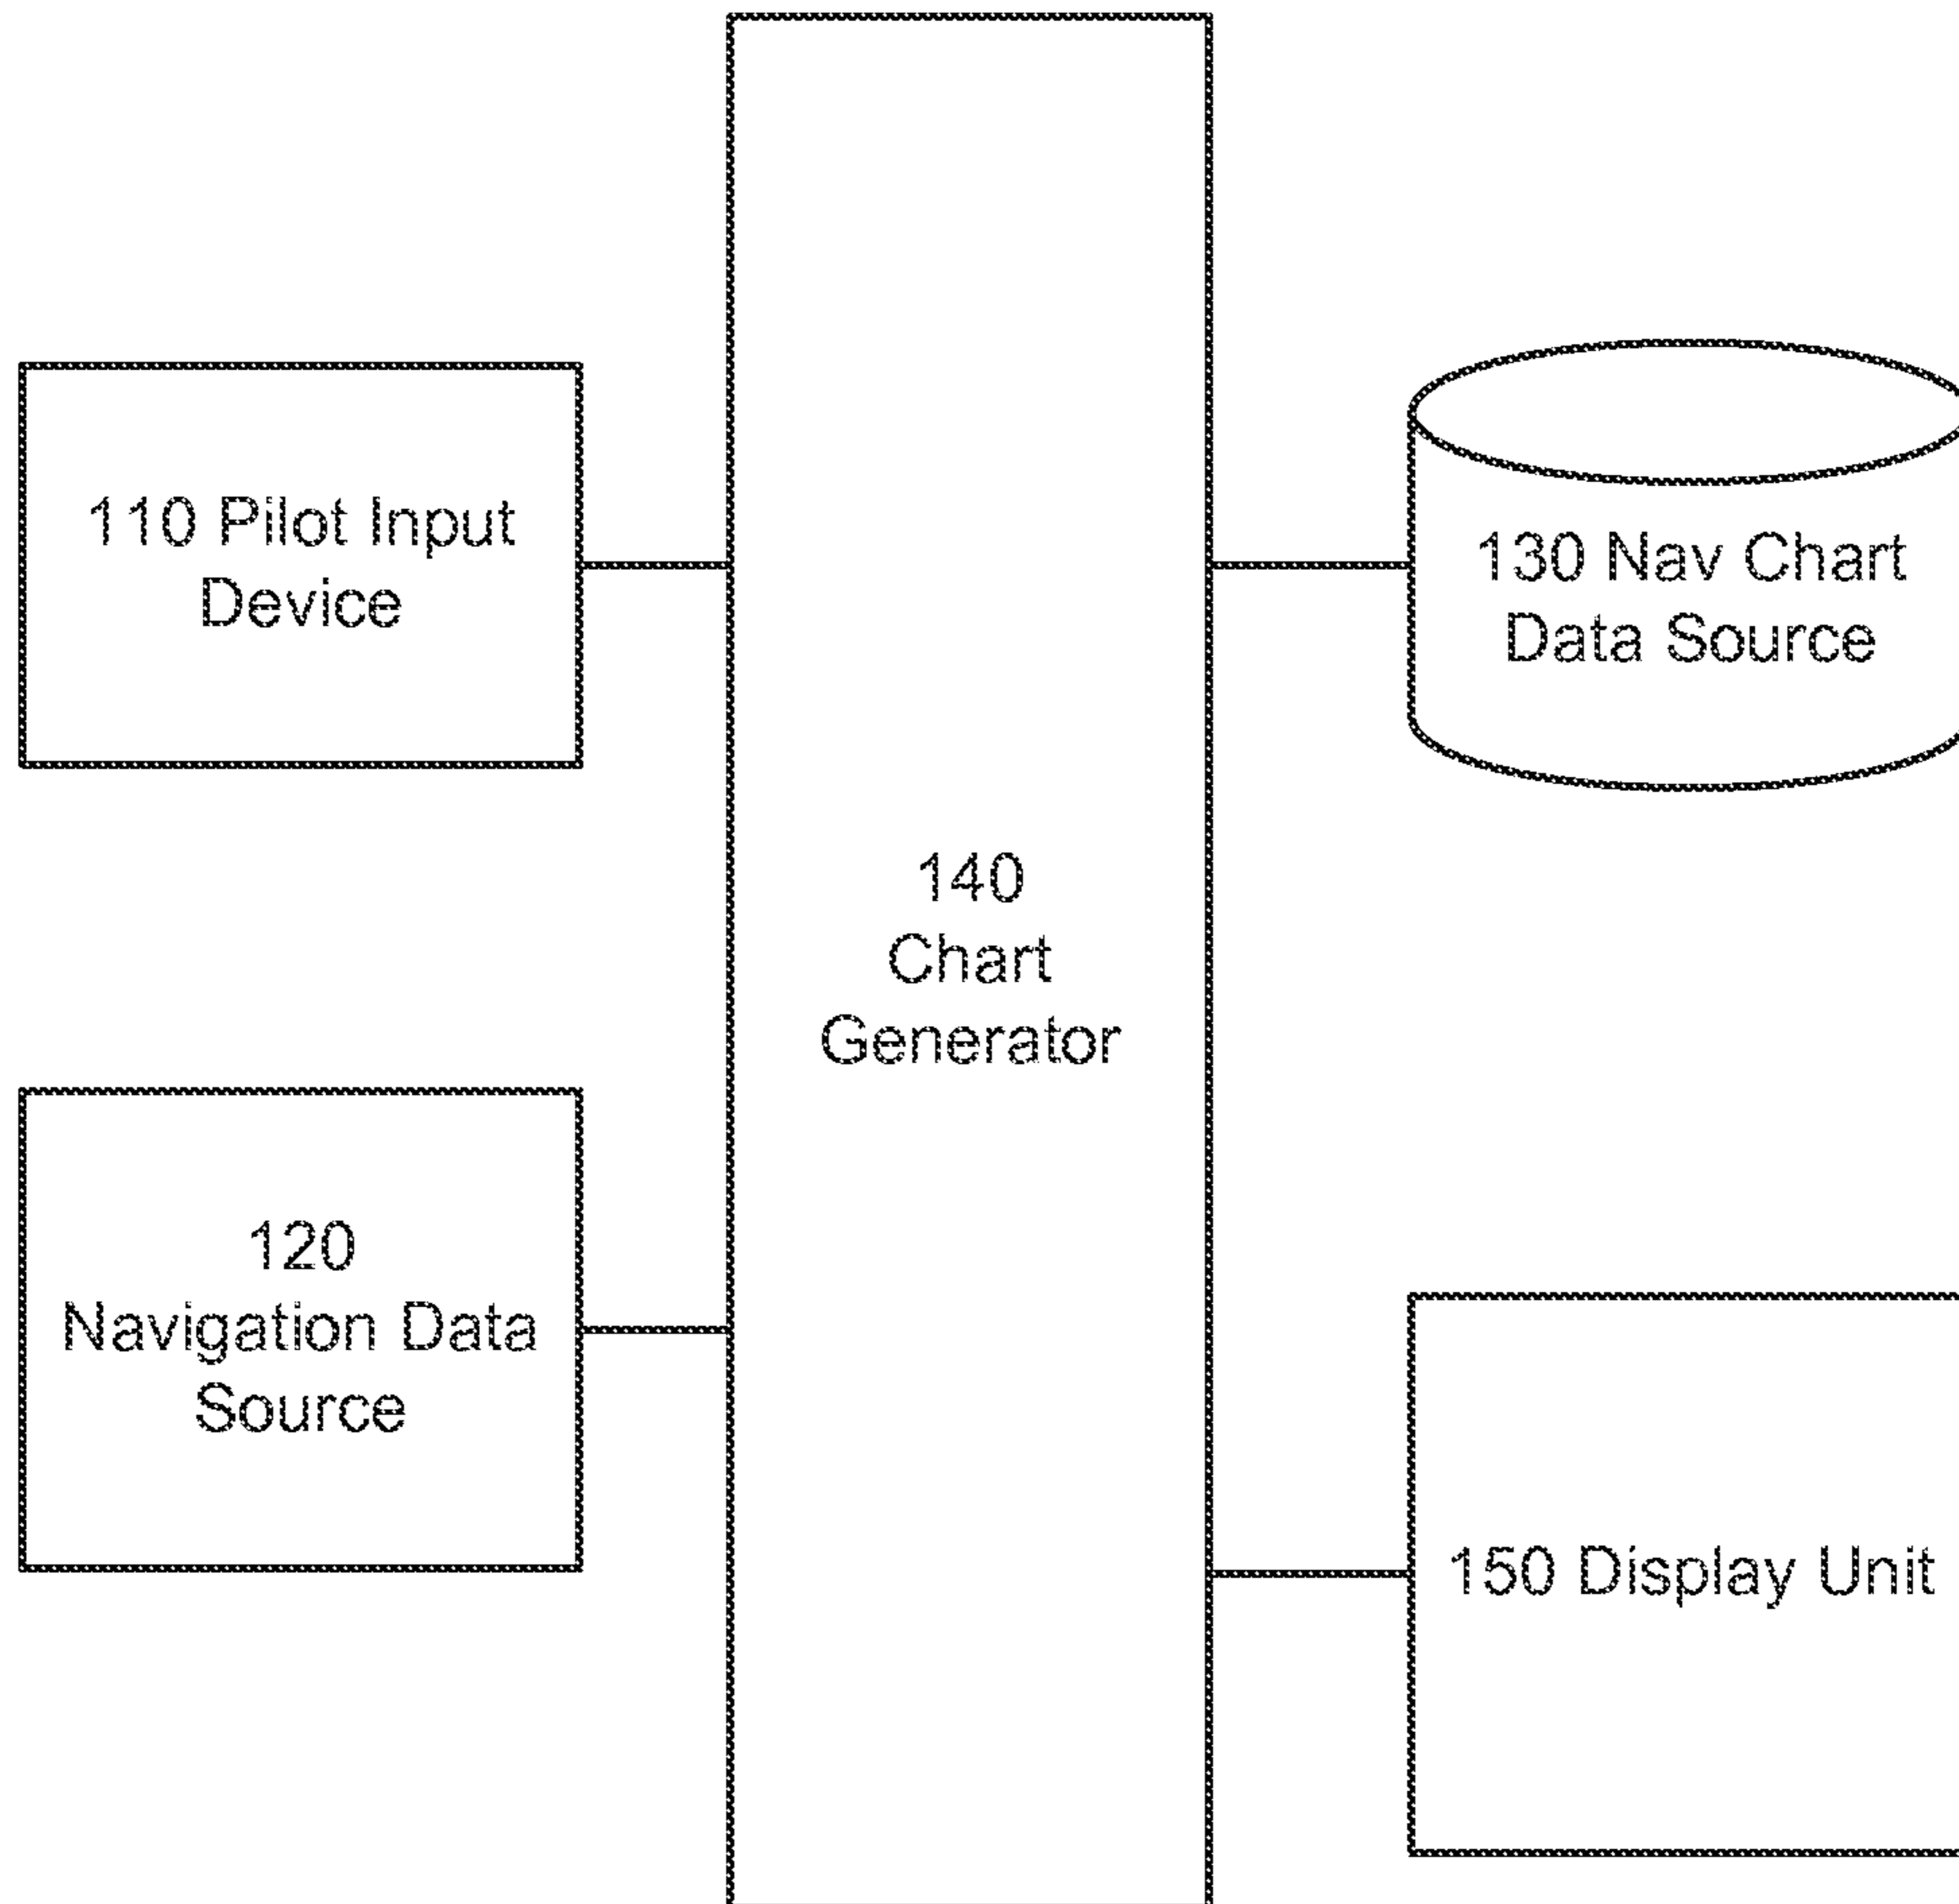 110 Pilot Input
Device
130 Nav Chart
Data Source
140
Chart
Generator
120
Navigation Data
Source
150 Display Unit